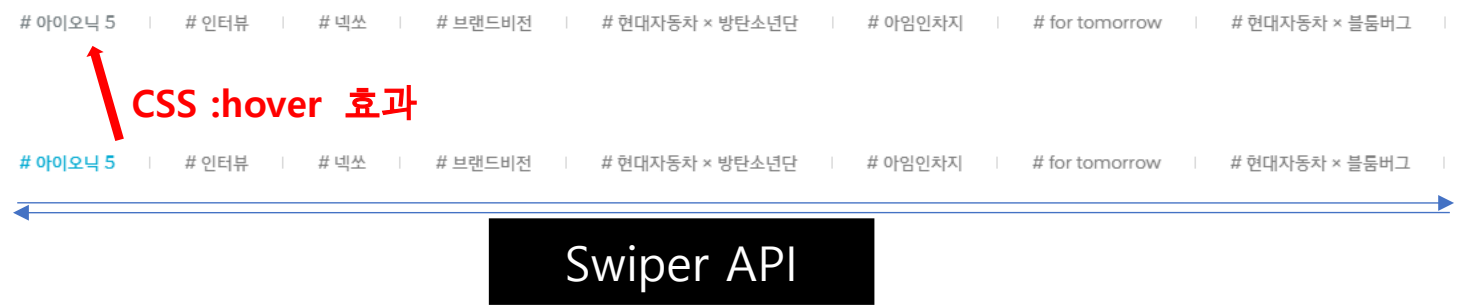 # 아이오닉 5 | # 인터뷰 | # 넥쏘 | # 브랜드비전 | # 현대자동차 × 방탄소년단 | # 아임인차지 | # for tomorrow | # 현대자동차 × 블룸버그 |
CSS :hover 효과
# 아이오닉 5 | # 인터뷰 | # 넥쏘 | # 브랜드비전 | # 현대자동차 × 방탄소년단 | # 아임인차지 | # for tomorrow | # 현대자동차 × 블룸버그 |
Swiper API